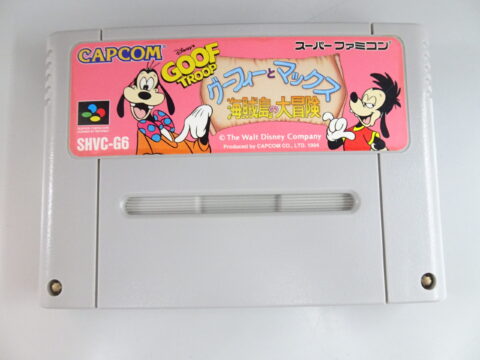 CAPCOM
Disney's
GOOF
TROOP
スーパーファミコン
グーフィーとマックス
海賊島の大冒険
SHVC-G6
© The Walt Disney Company
Produced by CAPCOM CO., LTD. 1994